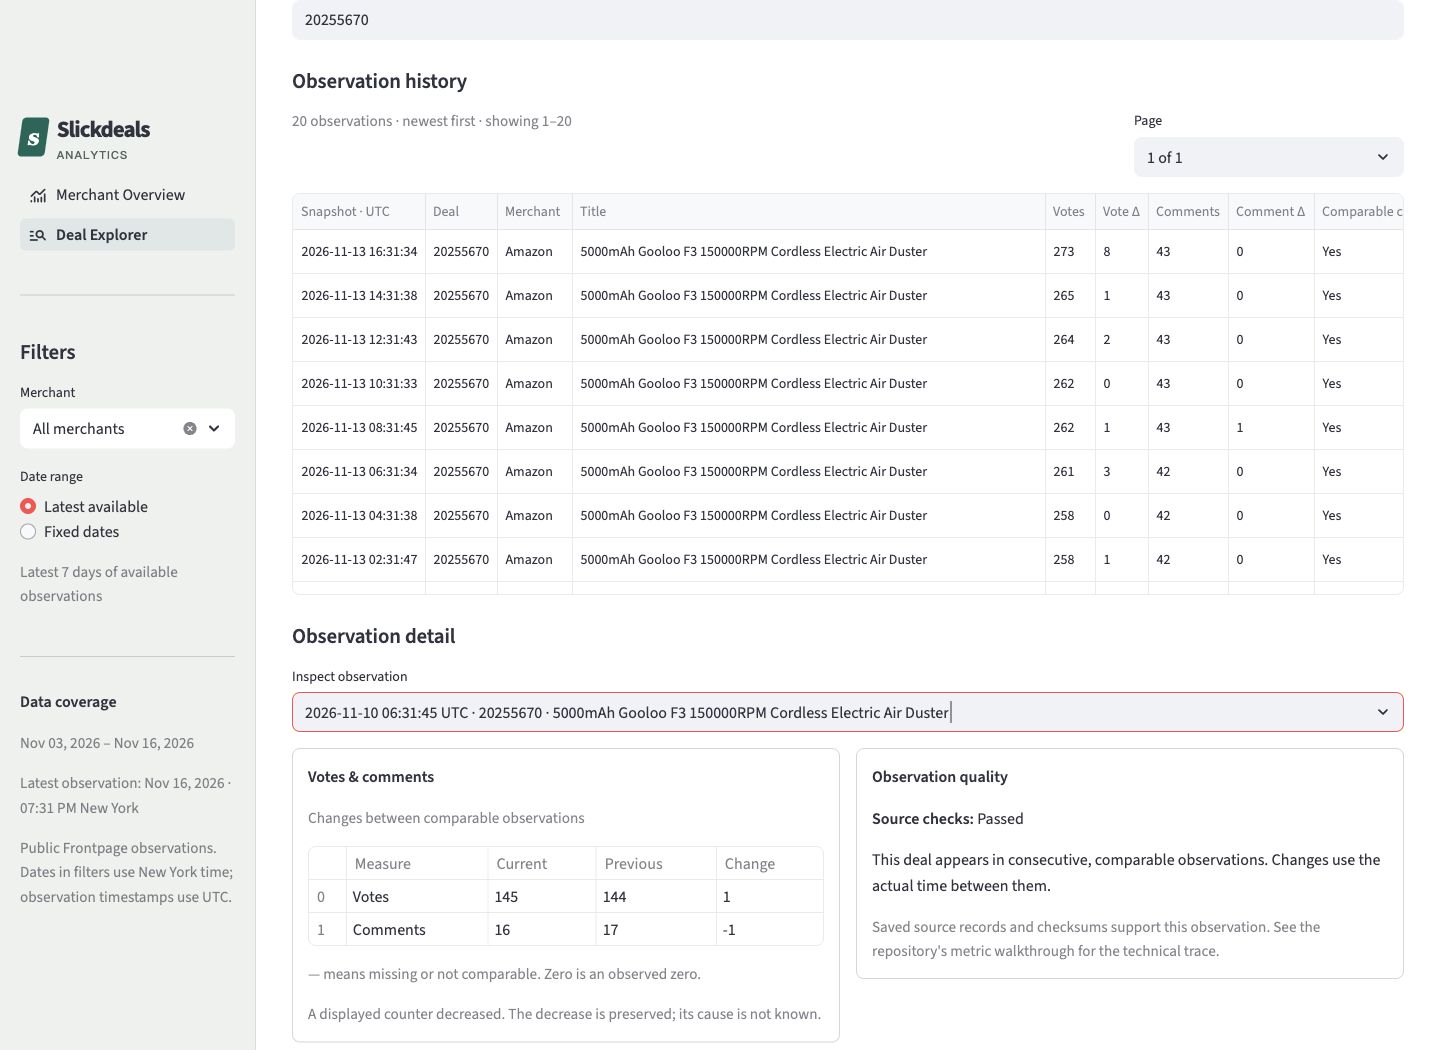 20255670
Slickdeals
ANALYTICS
Merchant Overview
Deal Explorer
Filters
Merchant
All merchants
Date range
Latest available
Fixed dates
Latest 7 days of available
observations
Data coverage
Nov 03, 2026 – Nov 16, 2026
Latest observation: Nov 16, 2026 ·
07:31 PM New York
Public Frontpage observations.
Dates in filters use New York time;
observation timestamps use UTC.
Observation history
20 observations · newest first · showing 1–20
Page
1 of 1
Snapshot · UTC Deal Merchant Title Votes Vote Δ Comments Comment Δ Comparable c
2026-11-13 16:31:34 20255670 Amazon 5000mAh Gooloo F3 150000RPM Cordless Electric Air Duster 273 8 43 0 Yes
2026-11-13 14:31:38 20255670 Amazon 5000mAh Gooloo F3 150000RPM Cordless Electric Air Duster 265 1 43 0 Yes
2026-11-13 12:31:43 20255670 Amazon 5000mAh Gooloo F3 150000RPM Cordless Electric Air Duster 264 2 43 0 Yes
2026-11-13 10:31:33 20255670 Amazon 5000mAh Gooloo F3 150000RPM Cordless Electric Air Duster 262 0 43 0 Yes
2026-11-13 08:31:45 20255670 Amazon 5000mAh Gooloo F3 150000RPM Cordless Electric Air Duster 262 1 43 1 Yes
2026-11-13 06:31:34 20255670 Amazon 5000mAh Gooloo F3 150000RPM Cordless Electric Air Duster 261 3 42 0 Yes
2026-11-13 04:31:38 20255670 Amazon 5000mAh Gooloo F3 150000RPM Cordless Electric Air Duster 258 0 42 0 Yes
2026-11-13 02:31:47 20255670 Amazon 5000mAh Gooloo F3 150000RPM Cordless Electric Air Duster 258 1 42 0 Yes
Observation detail
Inspect observation
2026-11-10 06:31:45 UTC · 20255670 · 5000mAh Gooloo F3 150000RPM Cordless Electric Air Duster
Votes & comments
Changes between comparable observations
Measure Current Previous Change
0 Votes 145 144 1
1 Comments 16 17 -1
— means missing or not comparable. Zero is an observed zero.
A displayed counter decreased. The decrease is preserved; its cause is not known.
Observation quality
Source checks: Passed
This deal appears in consecutive, comparable observations. Changes use the
actual time between them.
Saved source records and checksums support this observation. See the
repository's metric walkthrough for the technical trace.